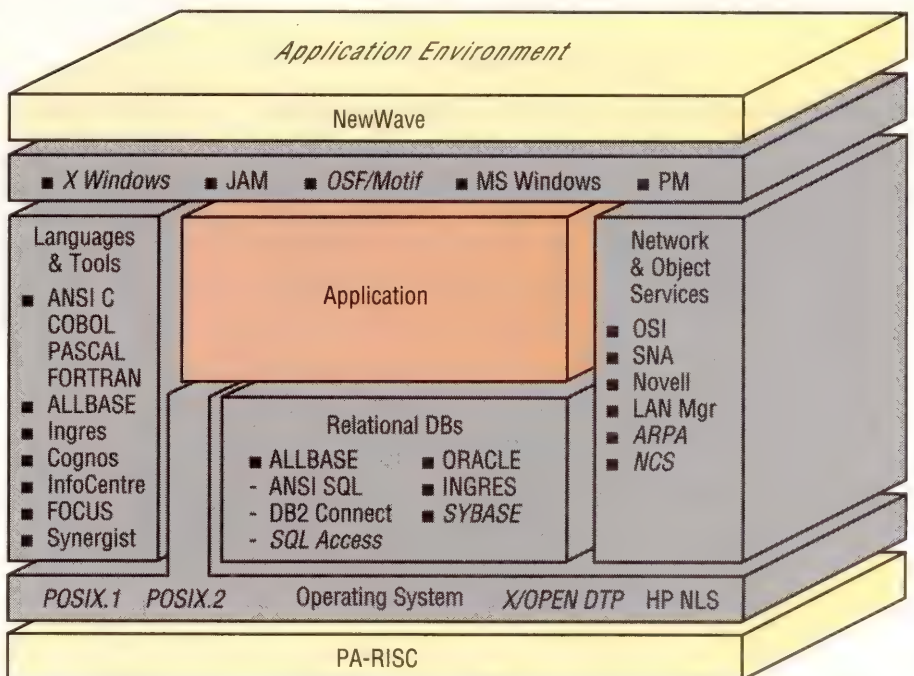 Application Environment
NewWave
■ X Windows ■ JAM ■ OSF/Motif ■ MS Windows ■ PM
Languages
& Tools
■ ANSI C
COBOL
PASCAL
FORTRAN
■ ALLBASE
■ Ingres
■ Cognos
■ InfoCentre
■ FOCUS
■ Synergist
Application
Relational DBs
■ ALLBASE ■ ORACLE
- ANSI SQL ■ INGRES
- DB2 Connect ■ SYBASE
- SQL Access
Network
& Object
Services
■ OSI
■ SNA
■ Novell
■ LAN Mgr
■ ARPA
■ NCS
POSIX.1 POSIX.2 Operating System X/OPEN DTP HP NLS
PA-RISC